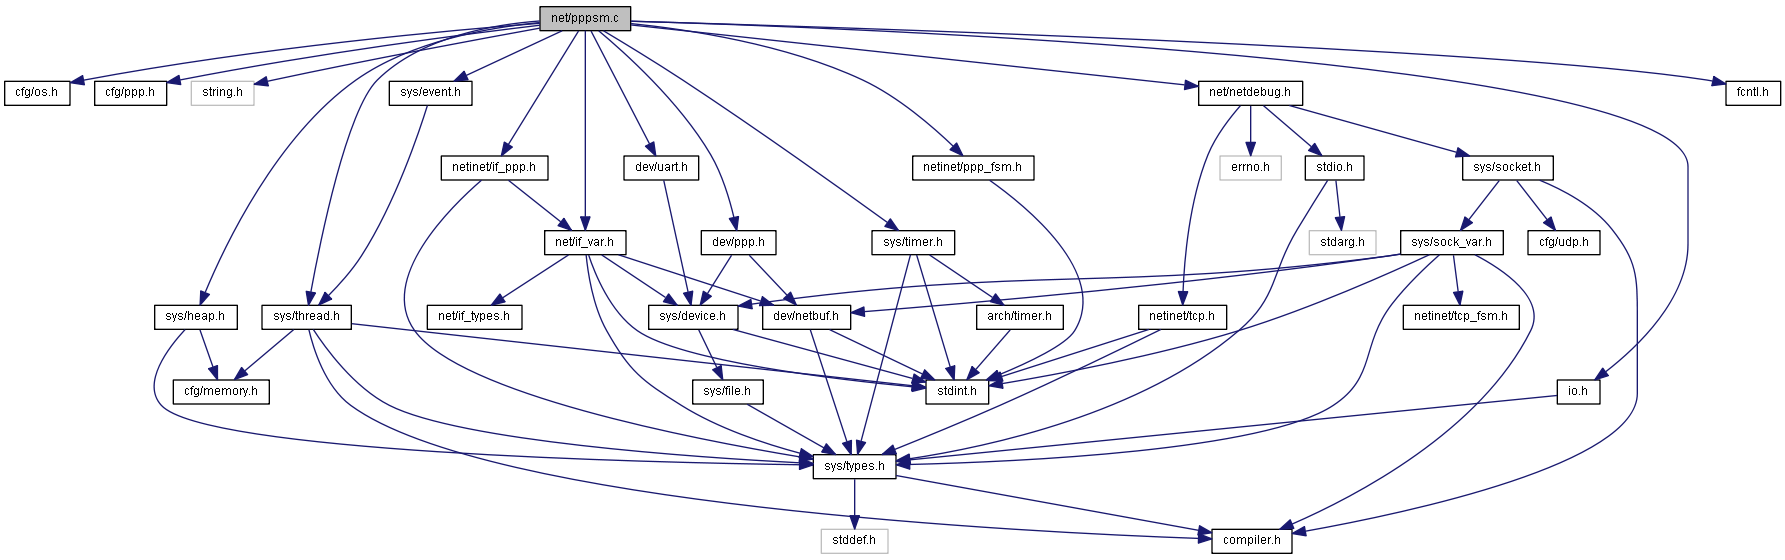 net/pppsm.c
cfg/os.h
cfg/ppp.h
string.h
sys/event.h
net/netdebug.h
fcntl.h
netinet/if_ppp.h
dev/uart.h
netinet/ppp_fsm.h
errno.h
stdio.h
sys/socket.h
net/if_var.h
dev/ppp.h
sys/timer.h
stdarg.h
sys/sock_var.h
cfg/udp.h
sys/heap.h
sys/thread.h
net/if_types.h
sys/device.h
dev/netbuf.h
arch/timer.h
netinet/tcp.h
netinet/tcp_fsm.h
cfg/memory.h
sys/file.h
stdint.h
io.h
sys/types.h
stddef.h
compiler.h